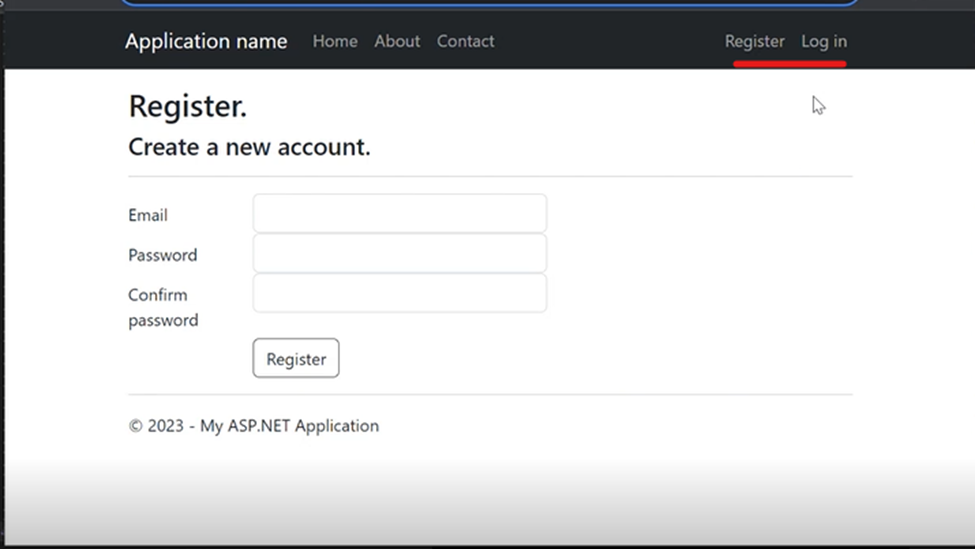 Application name Home About Contact Register Log in
Register.
Create a new account.
Email
Password
Confirm
password
Register
© 2023 - My ASP.NET Application